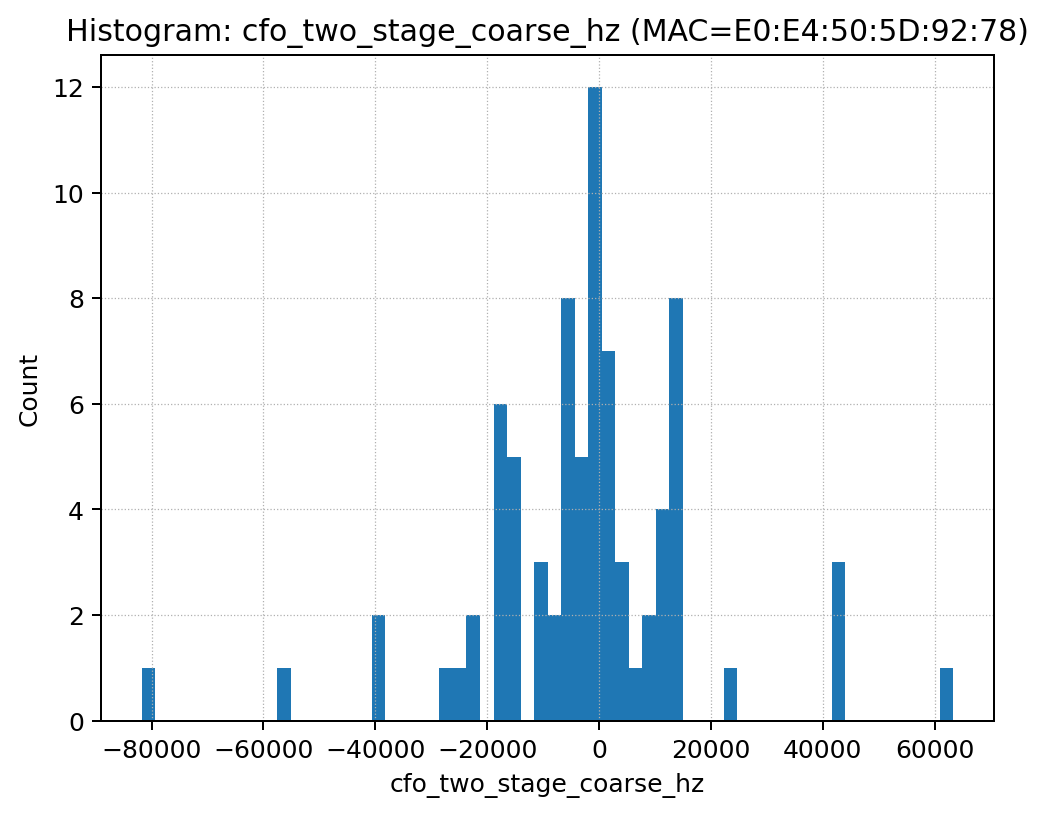 Histogram: cfo_two_stage_coarse_hz (MAC=E0:E4:50:5D:92:78)
12
10
8
6
4
2
0
Count
−80000 −60000 −40000 −20000 0 20000 40000 60000
cfo_two_stage_coarse_hz